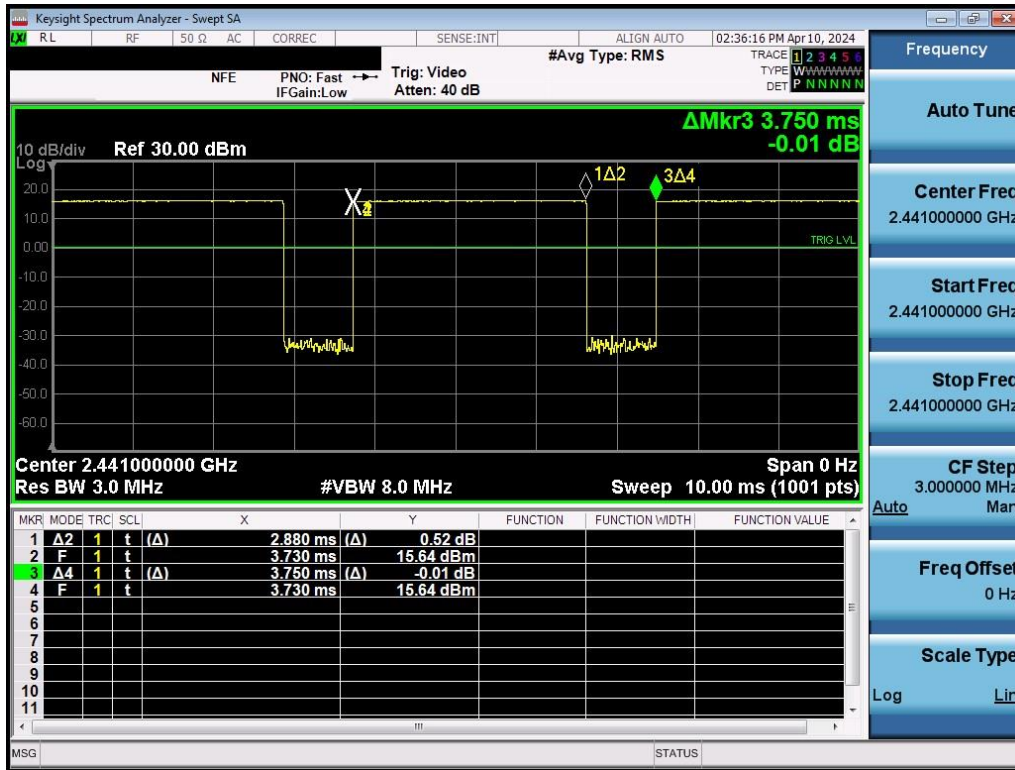 Keysight Spectrum Analyzer - Swept SA
LXI RL RF 50 Ω AC CORREC SENSE:INT ALIGN AUTO 02:36:16 PM Apr 10, 2024
NFE PNO: Fast Trig: Video #Avg Type: RMS TRACE 1 2 3 4 5 6
IFGain:Low Atten: 40 dB TYPE WWWWWWW
DET P N N N N N
ΔMkr3 3.750 ms
-0.01 dB
10 dB/div Ref 30.00 dBm
Log
1Δ2 3Δ4
20.0
10.0
0.00 TRIG LVL
-10.0
-20.0
-30.0
-40.0
-50.0
-60.0
Center 2.441000000 GHz Span 0 Hz
Res BW 3.0 MHz #VBW 8.0 MHz Sweep 10.00 ms (1001 pts)
MKR MODE TRC SCL X Y FUNCTION FUNCTION WIDTH FUNCTION VALUE
1 Δ2 1 t (Δ) 2.880 ms (Δ) 0.52 dB
2 F 1 t 3.730 ms 15.64 dBm
3 Δ4 1 t (Δ) 3.750 ms (Δ) -0.01 dB
4 F 1 t 3.730 ms 15.64 dBm
5
6
7
8
9
10
11
MSG STATUS
Frequency
Auto Tune
Center Freq
2.441000000 GHz
Start Freq
2.441000000 GHz
Stop Freq
2.441000000 GHz
CF Step
3.000000 MHz
Auto Man
Freq Offset
0 Hz
Scale Type
Log Lin